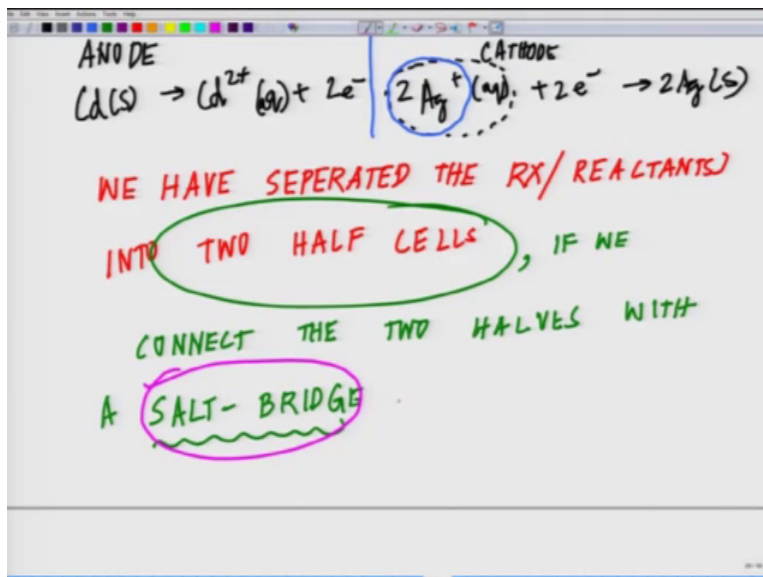 ANODE CATHODE
Cd(s) → Cd²⁺ (aq) + 2e⁻ 2Ag⁺ (aq) + 2e⁻ → 2Ag(s)
WE HAVE SEPERATED THE RX/REACTANTS)
INTO TWO HALF CELLS, IF WE
CONNECT THE TWO HALVES WITH
A SALT-BRIDGE